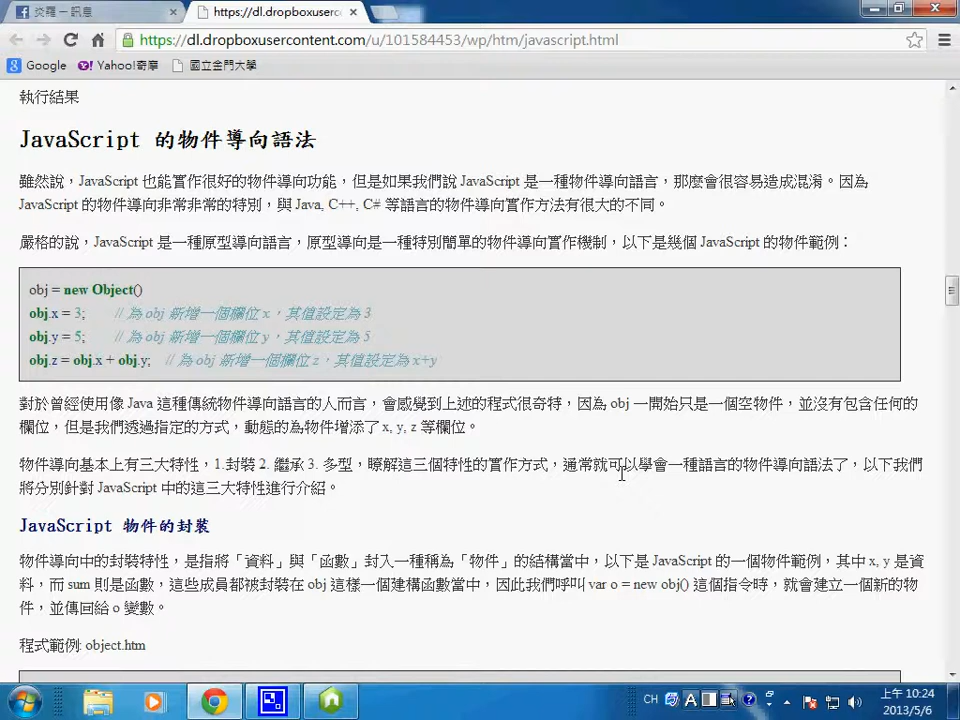 炎羅－訊息
https://dl.dropboxuserco
https://dl.dropboxusercontent.com/u/101584453/wp/htm/javascript.html
Google Yahoo!奇摩 國立金門大學
執行結果
JavaScript 的物件導向語法
雖然說，JavaScript 也能實作很好的物件導向功能，但是如果我們說 JavaScript 是一種物件導向語言，那麼會很容易造成混淆。因為
JavaScript 的物件導向非常非常的特別，與 Java, C++, C# 等語言的物件導向實作方法有很大的不同。
嚴格的說，JavaScript 是一種原型導向語言，原型導向是一種特別簡單的物件導向實作機制，以下是幾個 JavaScript 的物件範例：
obj = new Object()
obj.x = 3; // 為 obj 新增一個欄位 x，其值設定為 3
obj.y = 5; // 為 obj 新增一個欄位 y，其值設定為 5
obj.z = obj.x + obj.y; // 為 obj 新增一個欄位 z，其值設定為 x+y
對於曾經使用像 Java 這種傳統物件導向語言的人而言，會感覺到上述的程式很奇特，因為 obj 一開始只是一個空物件，並沒有包含任何的
欄位，但是我們透過指定的方式，動態的為物件增添了 x, y, z 等欄位。
物件導向基本上有三大特性，1.封裝 2. 繼承 3. 多型，瞭解這三個特性的實作方式，通常就可以學會一種語言的物件導向語法了，以下我們
將分別針對 JavaScript 中的這三大特性進行介紹。
JavaScript 物件的封裝
物件導向中的封裝特性，是指將「資料」與「函數」封入一種稱為「物件」的結構當中，以下是 JavaScript 的一個物件範例，其中 x, y 是資
料，而 sum 則是函數，這些成員都被封裝在 obj 這樣一個建構函數當中，因此我們呼叫 var o = new obj() 這個指令時，就會建立一個新的物
件，並傳回給 o 變數。
程式範例: object.htm
CH
上午 10:24
2013/5/6